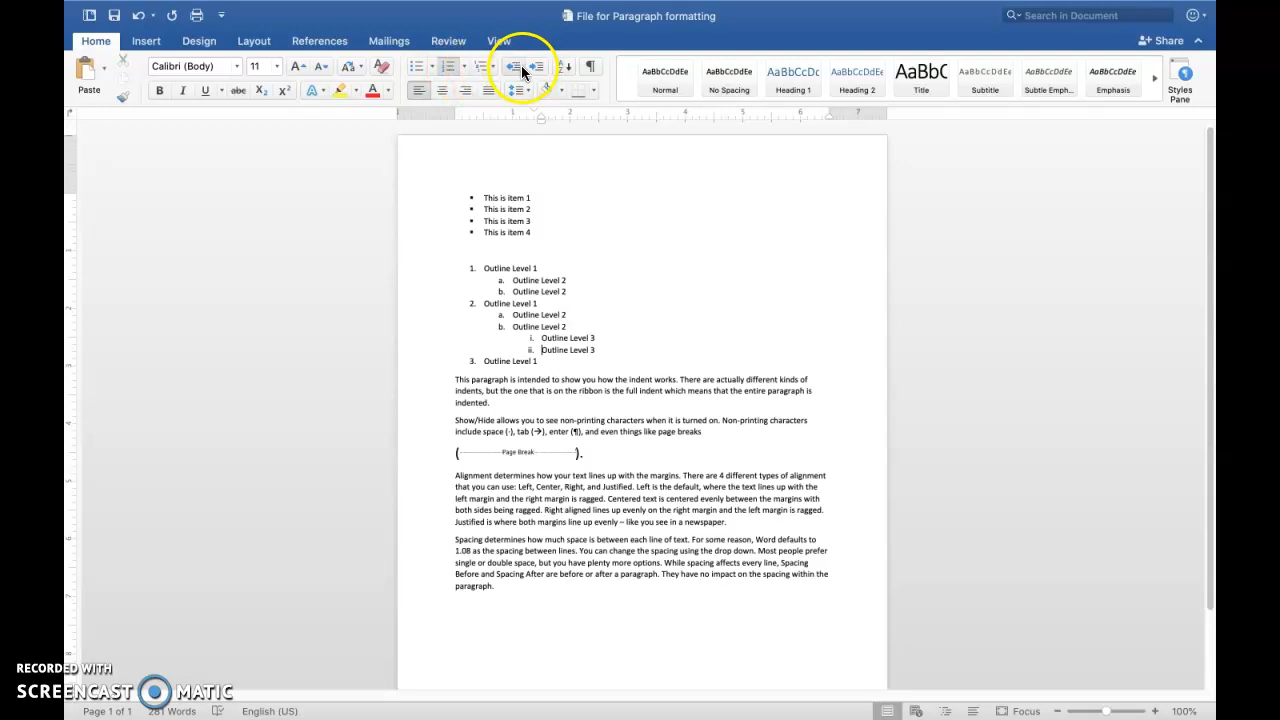 File for Paragraph formatting
Search in Document
Home Insert Design Layout References Mailings Review View
Share
Paste
Calibri (Body) 11
AaBbCcDdEe AaBbCcDdEe AaBbCcDc AaBbCcDdEe AaBbC AaBbCcDdEe AaBbCcDdEe AaBbCcDdEe
Normal No Spacing Heading 1 Heading 2 Title Subtitle Subtle Emph... Emphasis
Styles
Pane
▪ This is item 1
▪ This is item 2
▪ This is item 3
▪ This is item 4
1. Outline Level 1
a. Outline Level 2
b. Outline Level 2
2. Outline Level 1
a. Outline Level 2
b. Outline Level 2
i. Outline Level 3
ii. Outline Level 3
3. Outline Level 1
This paragraph is intended to show you how the indent works. There are actually different kinds of
indents, but the one that is on the ribbon is the full indent which means that the entire paragraph is
indented.
Show/Hide allows you to see non-printing characters when it is turned on. Non-printing characters
include space (·), tab (→), enter (¶), and even things like page breaks
(Page Break).
Alignment determines how your text lines up with the margins. There are 4 different types of alignment
that you can use: Left, Center, Right, and Justified. Left is the default, where the text lines up with the
left margin and the right margin is ragged. Centered text is centered evenly between the margins with
both sides being ragged. Right aligned lines up evenly on the right margin and the left margin is ragged.
Justified is where both margins line up evenly – like you see in a newspaper.
Spacing determines how much space is between each line of text. For some reason, Word defaults to
1.08 as the spacing between lines. You can change the spacing using the drop down. Most people prefer
single or double space, but you have plenty more options. While spacing affects every line, Spacing
Before and Spacing After are before or after a paragraph. They have no impact on the spacing within the
paragraph.
RECORDED WITH
SCREENCAST MATIC
Page 1 of 1 281 Words English (US) Focus 100%